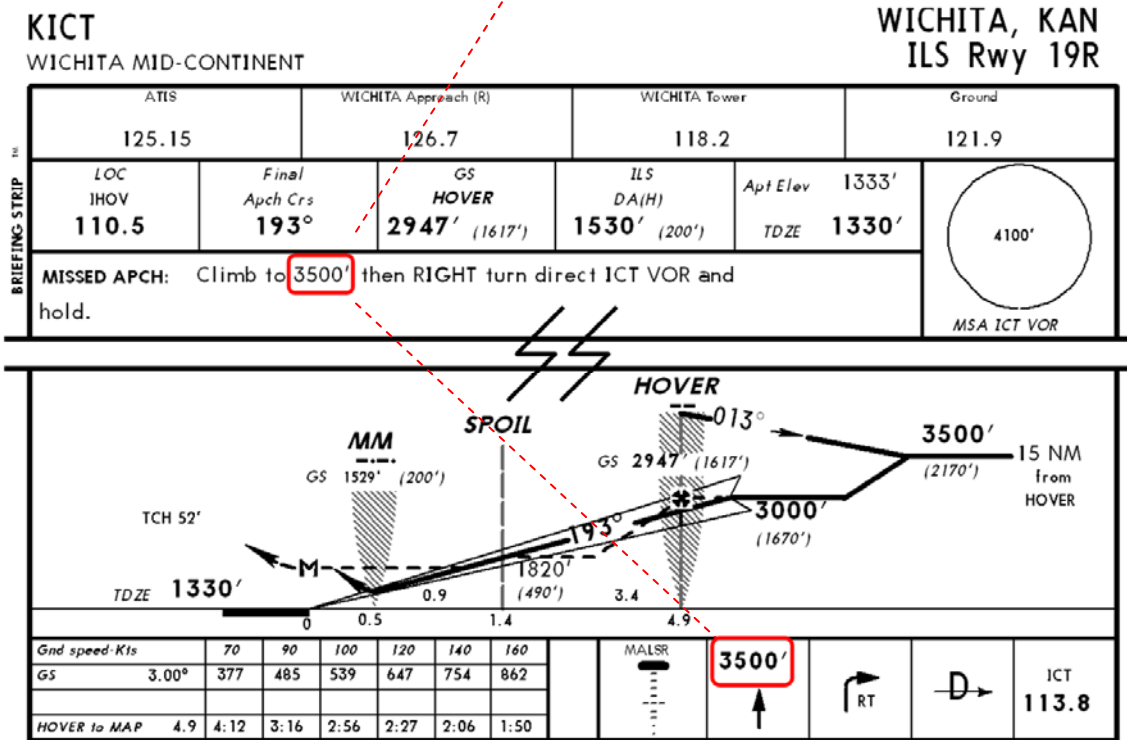 KICT
WICHITA, KAN
WICHITA MID-CONTINENT
ILS Rwy 19R
BRIEFING STRIP TM
ATIS
WICHITA Approach (R)
WICHITA Tower
Ground
125.15
126.7
118.2
121.9
LOC
IHOV
110.5
Final
Apch Crs
193°
GS
HOVER
2947' (1617')
ILS
DA(H)
1530' (200')
Apt Elev 1333'
TDZE 1330'
4100'
MSA ICT VOR
MISSED APCH: Climb to 3500' then RIGHT turn direct ICT VOR and
hold.
HOVER
013°
SPOIL
3500'
(2170')
15 NM
from
HOVER
MM
GS 2947' (1617')
GS 1529' (200')
3000'
(1670')
TCH 52'
193°
M
1820'
(490')
TDZE 1330'
0.9
3.4
0
0.5
1.4
4.9
Gnd speed-Kts 70 90 100 120 140 160
GS 3.00° 377 485 539 647 754 862
HOVER to MAP 4.9 4:12 3:16 2:56 2:27 2:06 1:50
MALSR
3500'
RT
D
ICT
113.8